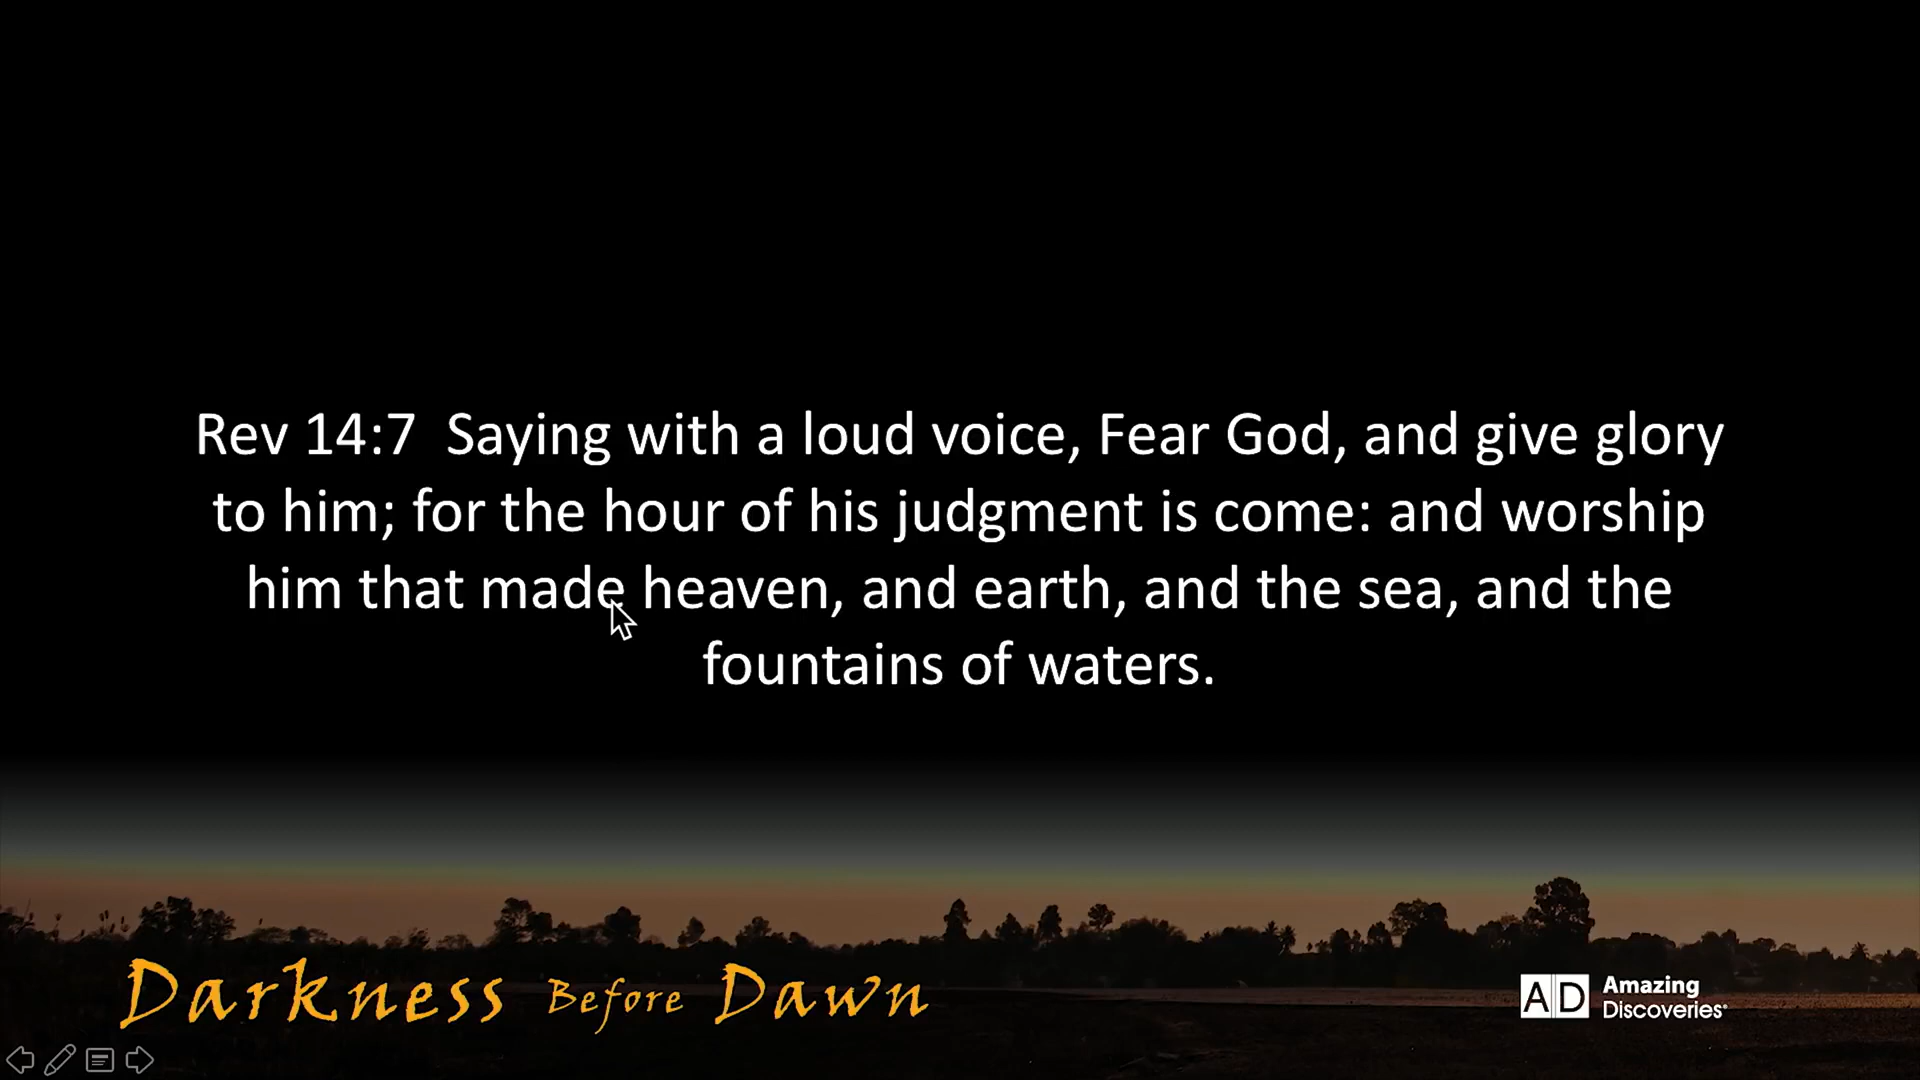 Rev 14:7  Saying with a loud voice, Fear God, and give glory
to him; for the hour of his judgment is come: and worship
him that made heaven, and earth, and the sea, and the
fountains of waters.
Darkness Before Dawn
AD Amazing
Discoveries